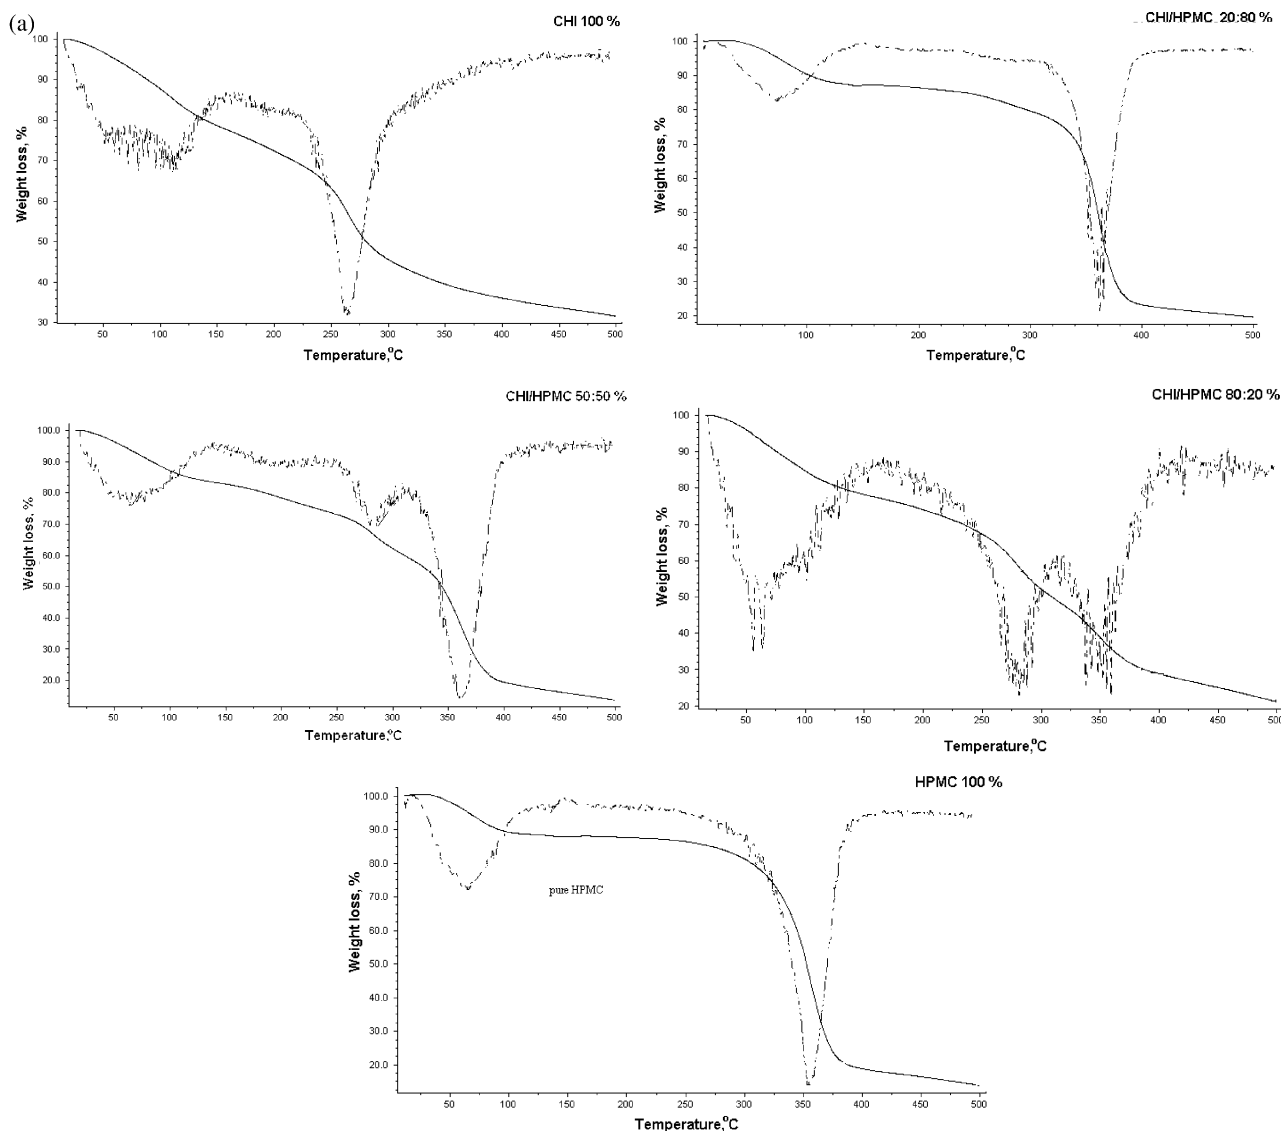 (a)
CHI 100 %
100
90
80
70
60
50
40
30
Weight loss, %
50 100 150 200 250 300 350 400 450 500
Temperature,°C
CHI/HPMC 20:80 %
100
90
80
70
60
50
40
30
20
Weight loss, %
100 200 300 400 500
Temperature,°C
CHI/HPMC 50:50 %
100.0
90.0
80.0
70.0
60.0
50.0
40.0
30.0
20.0
Weight loss, %
50 100 150 200 250 300 350 400 450 500
Temperature,°C
CHI/HPMC 80:20 %
100
90
80
70
60
50
40
30
20
Weight loss, %
50 100 150 200 250 300 350 400 450 500
Temperature,°C
HPMC 100 %
100.0
90.0
80.0
70.0
60.0
50.0
40.0
30.0
20.0
Weight loss, %
pure HPMC
50 100 150 200 250 300 350 400 450 500
Temperature,°C